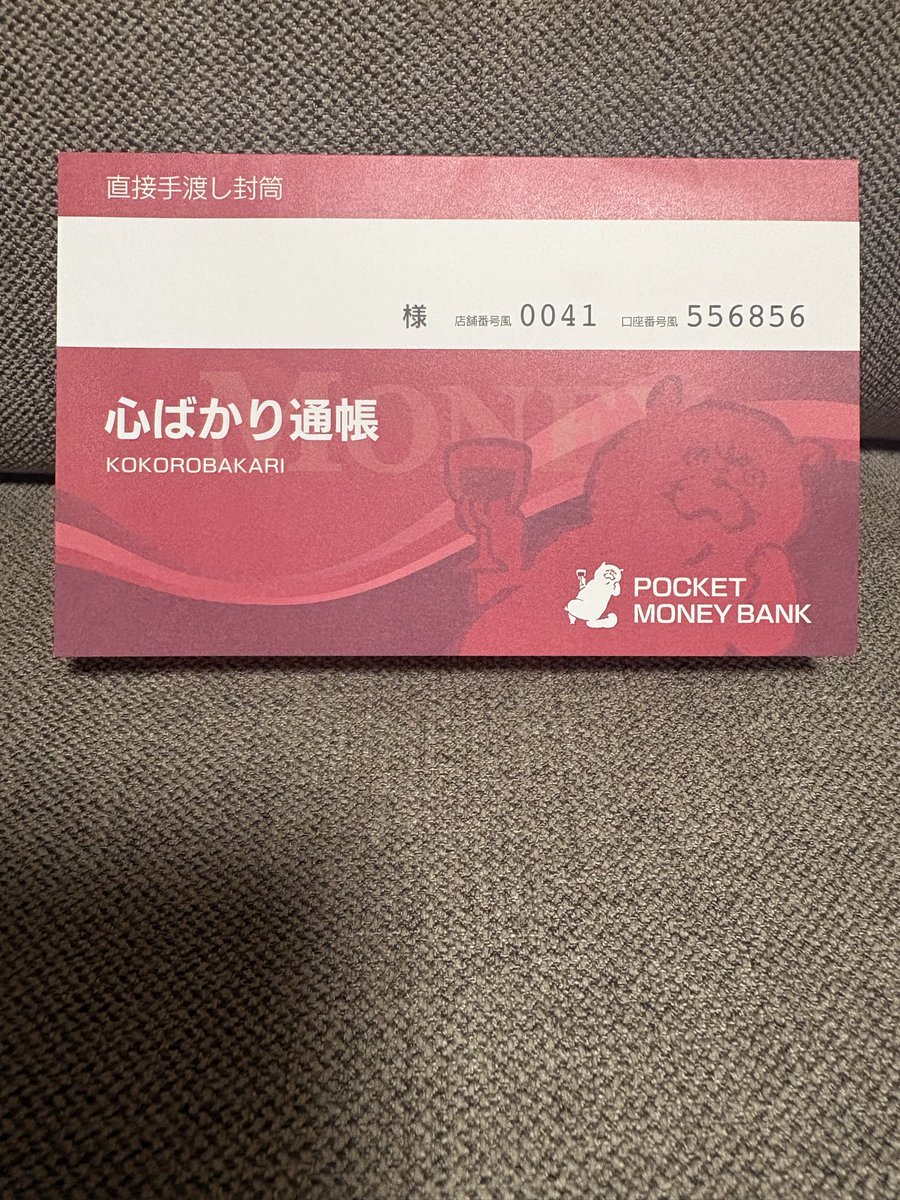 直接手渡し封筒
様 店舗番号風 0041 口座番号風 556856
MONEY
心ばかり通帳
KOKOROBAKARI
POCKET
MONEY BANK